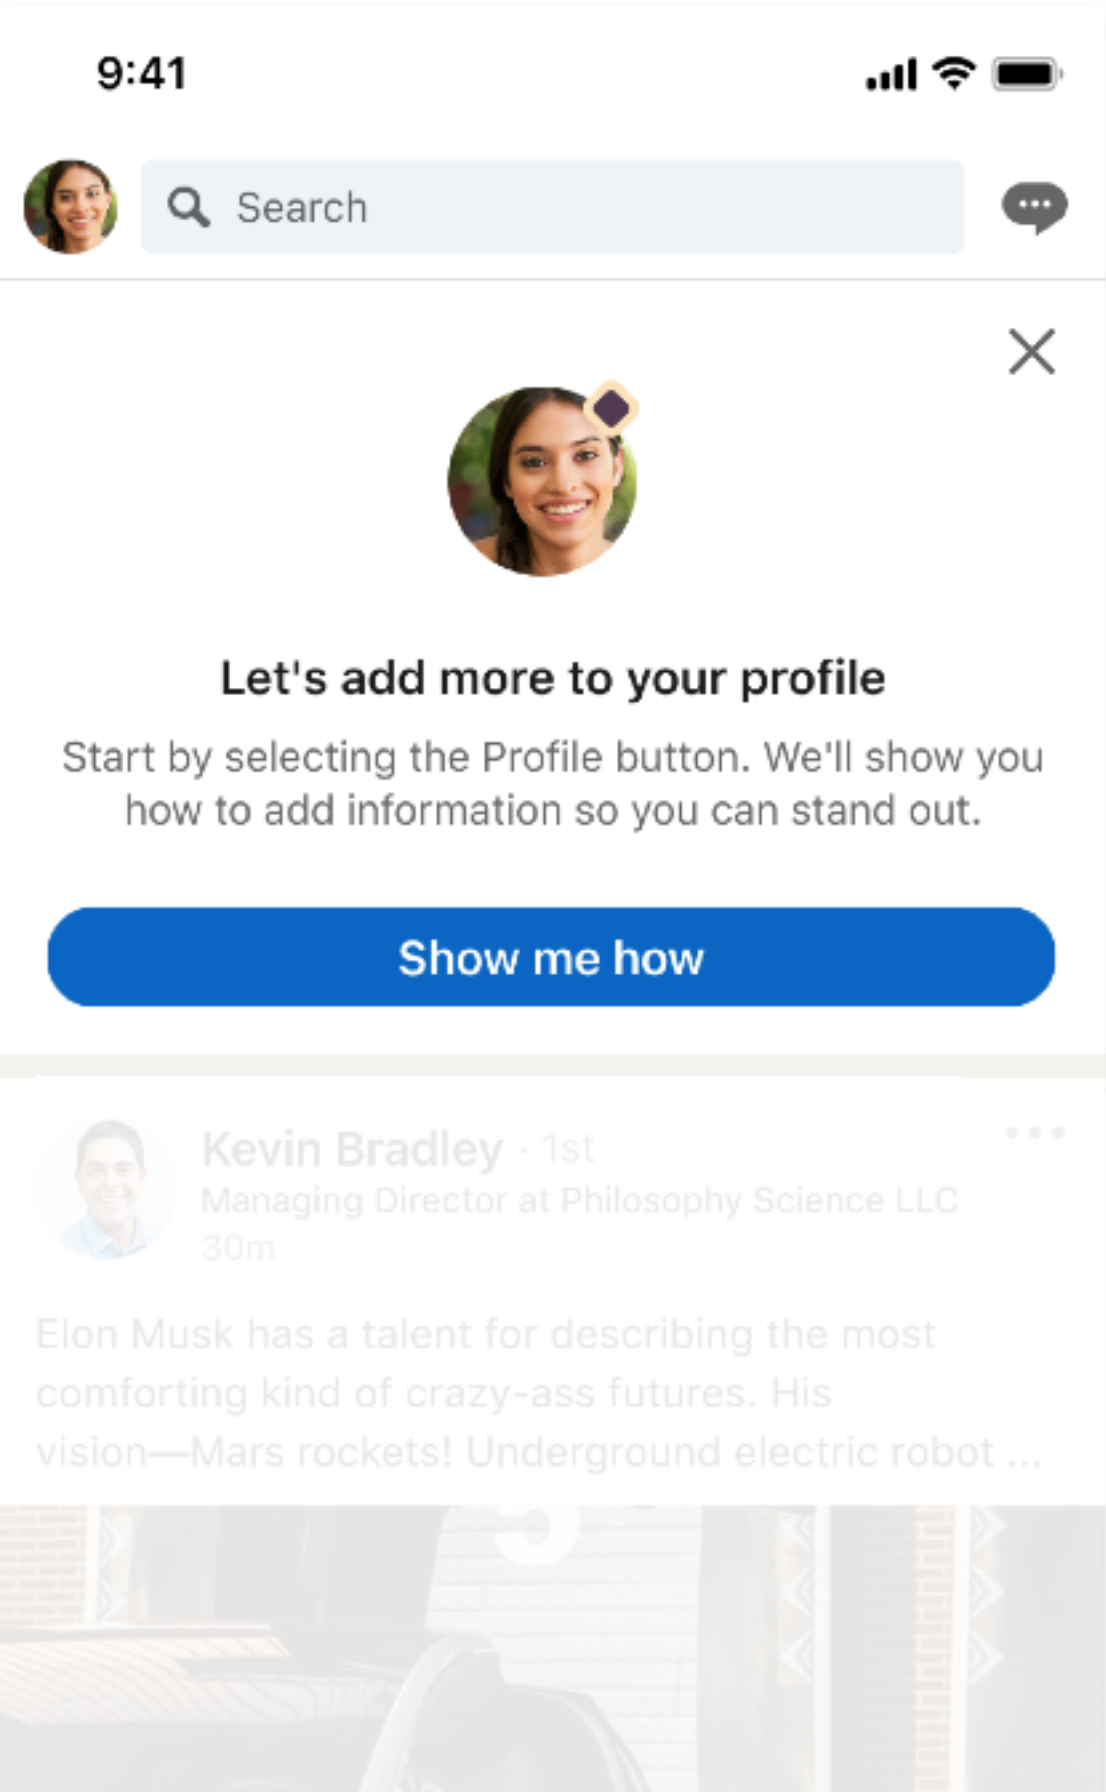 9:41
Search
Let's add more to your profile
Start by selecting the Profile button. We'll show you
how to add information so you can stand out.
Show me how
Kevin Bradley · 1st
Managing Director at Philosophy Science LLC
30m
Elon Musk has a talent for describing the most
comforting kind of crazy-ass futures. His
vision—Mars rockets! Underground electric robot ...